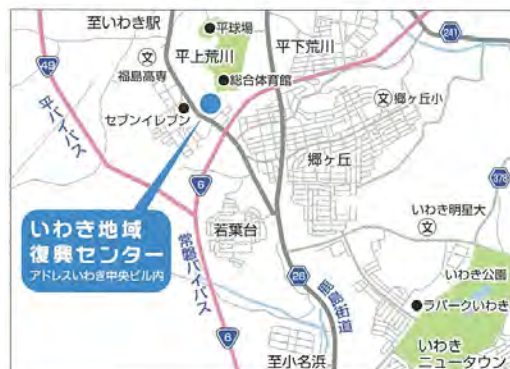 至いわき駅
平球場
平上荒川
平下荒川
241
49
福島高専
文
総合体育館
文
郷ヶ丘小
セブンイレブン
平バイパス
郷ヶ丘
6
378
いわき明星大
文
いわき地域
復興センター
アドレスいわき中央ビル内
若葉台
常磐バイパス
26
鹿島街道
いわき公園
ラパークいわき
6
至小名浜
いわき
ニュータウン